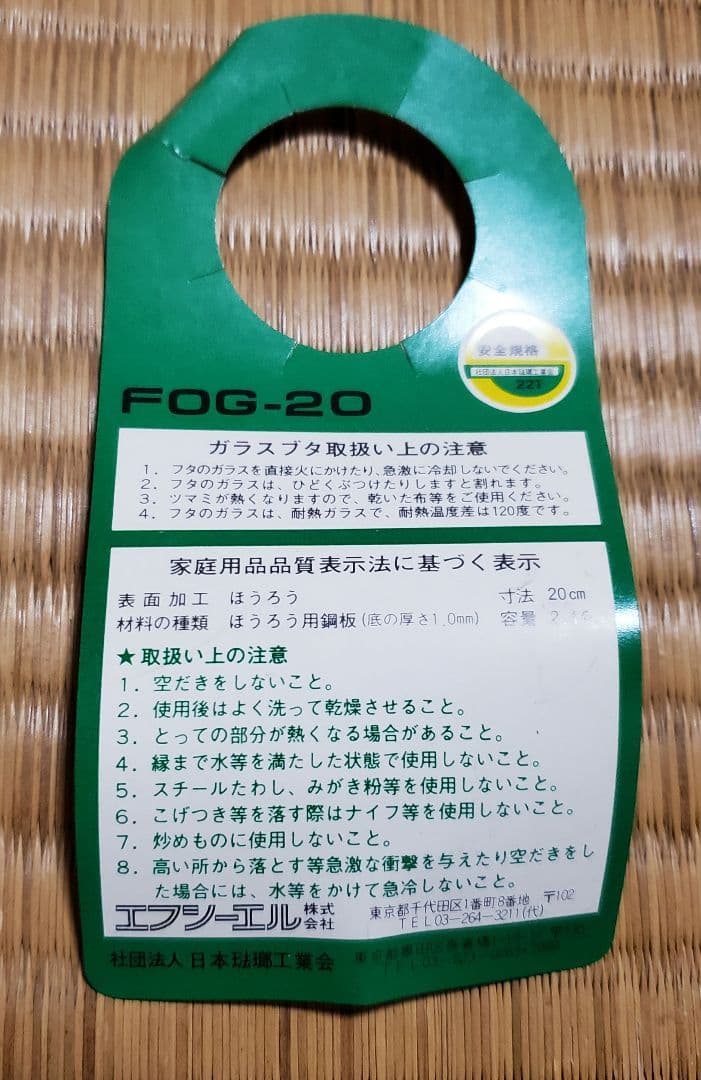 安全規格
社団法人日本琺瑯工業会
221
FOG-20
ガラスブタ取扱い上の注意
1. フタのガラスを直接火にかけたり、急激に冷却しないでください。
2. フタのガラスは、ひどくぶつけたりしますと割れます。
3. ツマミが熱くなりますので、乾いた布等をご使用ください。
4. フタのガラスは、耐熱ガラスで、耐熱温度差は120度です。
家庭用品品質表示法に基づく表示
表面加工 ほうろう 寸法 20cm
材料の種類 ほうろう用鋼板(底の厚さ1.0mm) 容量
★取扱い上の注意
1. 空だきをしないこと。
2. 使用後はよく洗って乾燥させること。
3. とっての部分が熱くなる場合があること。
4. 縁まで水等を満たした状態で使用しないこと。
5. スチールたわし、みがき粉等を使用しないこと。
6. こげつき等を落す際はナイフ等を使用しないこと。
7. 炒めものに使用しないこと。
8. 高い所から落とす等急激な衝撃を与えたり空だきをし
た場合には、水等をかけて急冷しないこと。
エフシーエル株式会社 東京都千代田区1番町8番地 〒102
TEL03-264-3211(代)
社団法人 日本琺瑯工業会